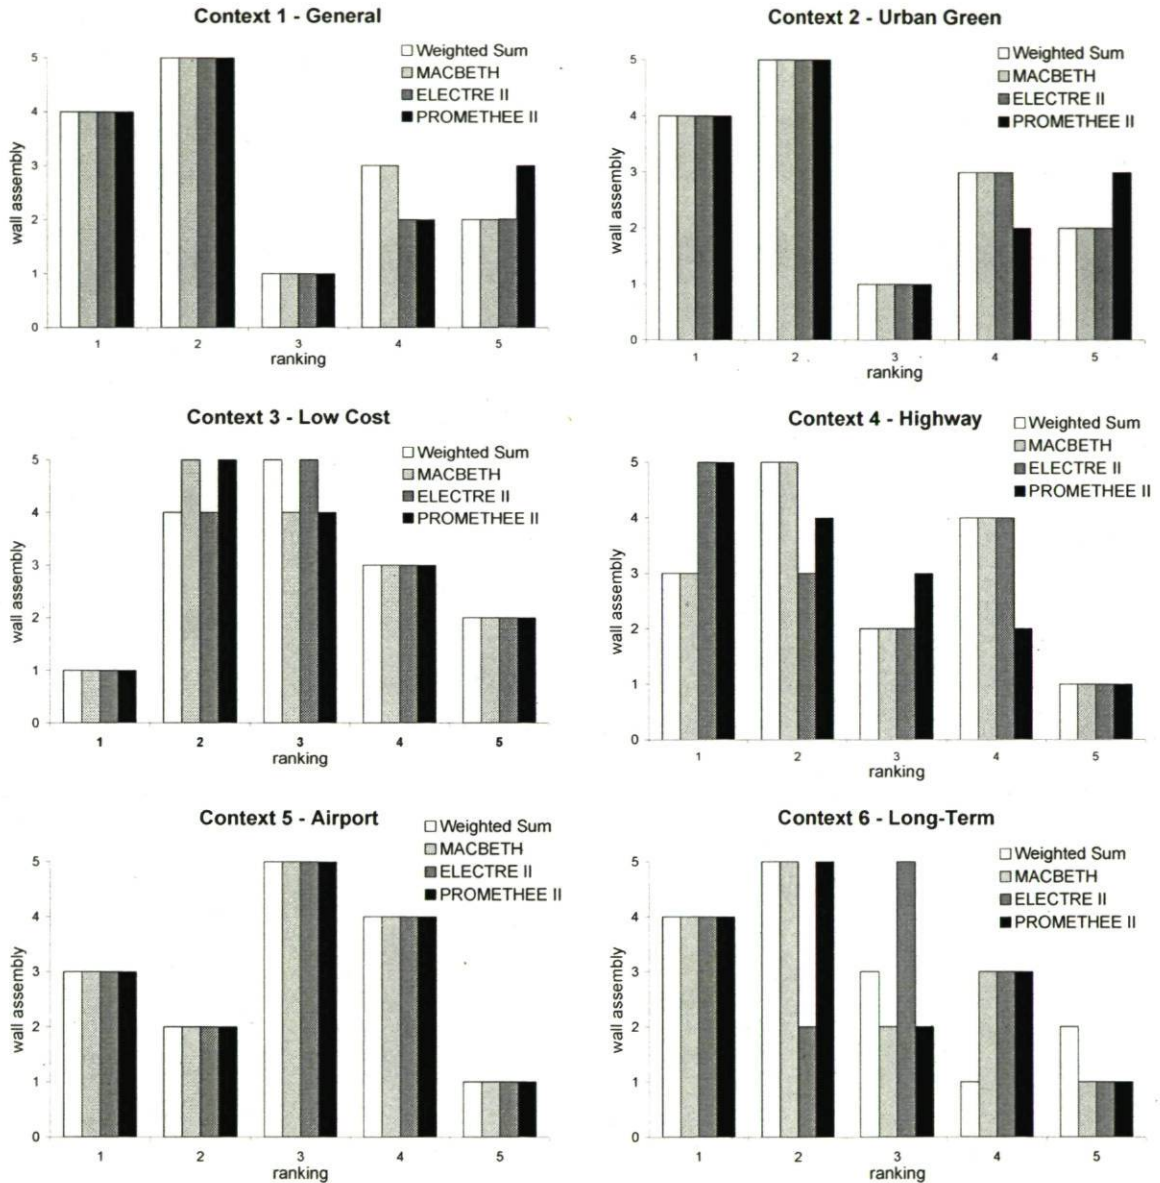 Context 1 - General
Weighted Sum
MACBETH
ELECTRE II
PROMETHEE II
5
4
3
2
1
0
wall assembly
1 2 3 4 5
ranking
Context 2 - Urban Green
Weighted Sum
MACBETH
ELECTRE II
PROMETHEE II
5
4
3
2
1
0
wall assembly
1 2 3 4 5
ranking
Context 3 - Low Cost
Weighted Sum
MACBETH
ELECTRE II
PROMETHEE II
5
4
3
2
1
0
wall assembly
1 2 3 4 5
ranking
Context 4 - Highway
Weighted Sum
MACBETH
ELECTRE II
PROMETHEE II
5
4
3
2
1
0
wall assembly
1 2 3 4 5
ranking
Context 5 - Airport
Weighted Sum
MACBETH
ELECTRE II
PROMETHEE II
5
4
3
2
1
0
wall assembly
1 2 3 4 5
ranking
Context 6 - Long-Term
Weighted Sum
MACBETH
ELECTRE II
PROMETHEE II
5
4
3
2
1
0
wall assembly
1 2 3 4 5
ranking